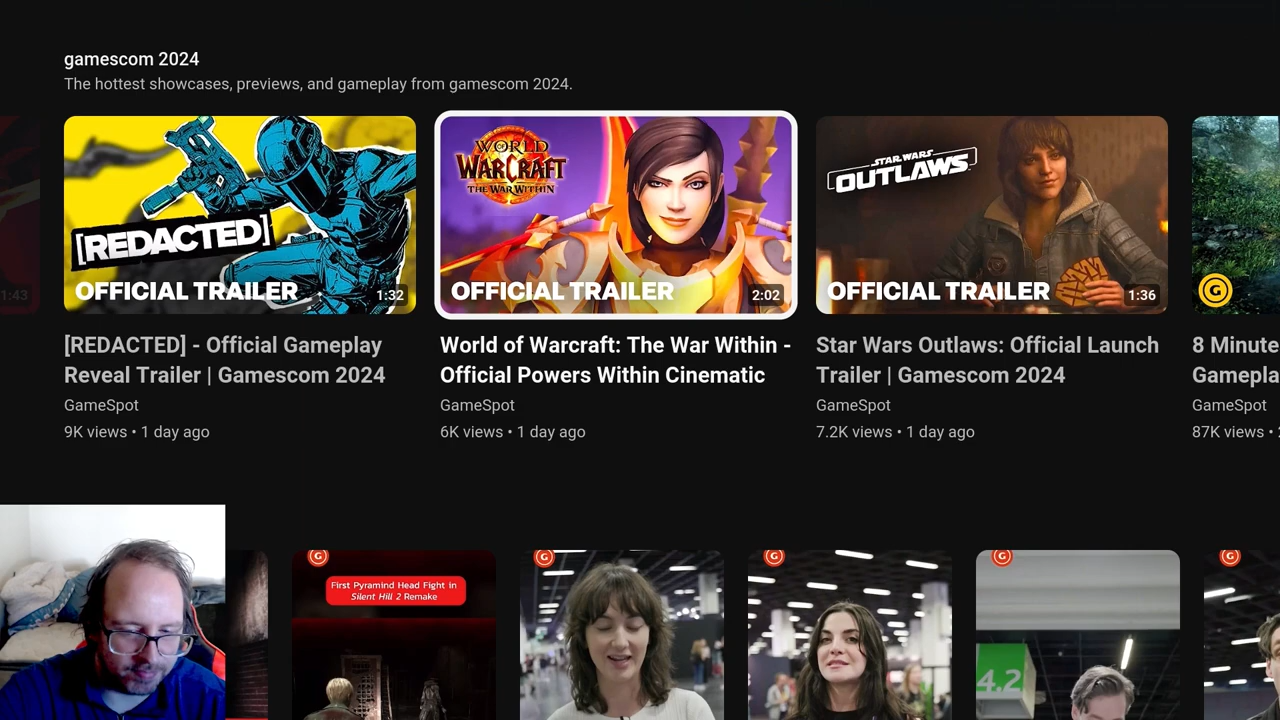 gamescom 2024
The hottest showcases, previews, and gameplay from gamescom 2024.
1:43
[REDACTED]
OFFICIAL TRAILER
1:32
WORLD
WARCRAFT
THE WAR WITHIN
OFFICIAL TRAILER
2:02
STAR WARS
OUTLAWS
OFFICIAL TRAILER
1:36
G
[REDACTED] - Official Gameplay
Reveal Trailer | Gamescom 2024
GameSpot
9K views • 1 day ago
World of Warcraft: The War Within -
Official Powers Within Cinematic
GameSpot
6K views • 1 day ago
Star Wars Outlaws: Official Launch
Trailer | Gamescom 2024
GameSpot
7.2K views • 1 day ago
8 Minute
Gamepla
GameSpot
87K views •
G
First Pyramind Head Fight in
Silent Hill 2 Remake
G
G
G
4.2
G